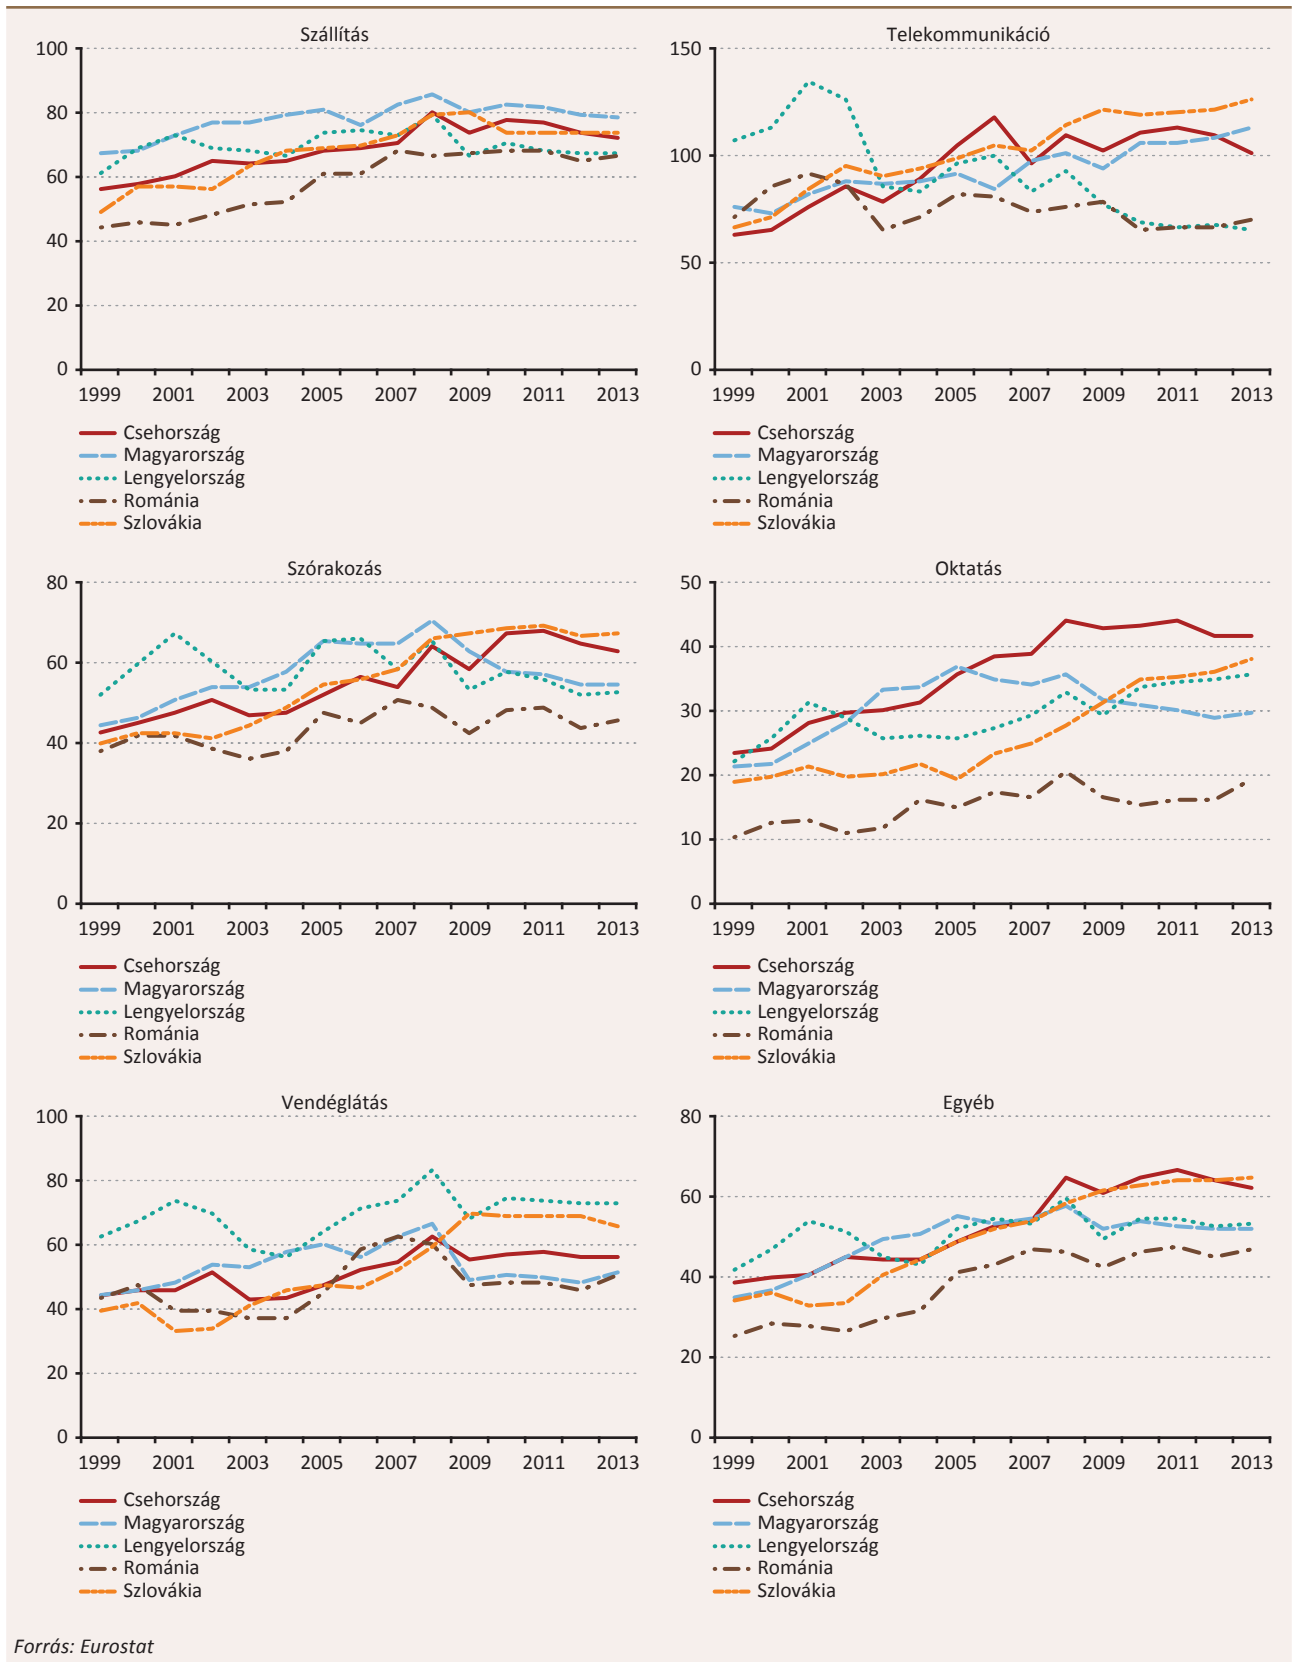 Szállítás
100
80
60
40
20
0
1999 2001 2003 2005 2007 2009 2011 2013
Csehország
Magyarország
Lengyelország
Románia
Szlovákia
Telekommunikáció
150
100
50
0
1999 2001 2003 2005 2007 2009 2011 2013
Csehország
Magyarország
Lengyelország
Románia
Szlovákia
Szórakozás
80
60
40
20
0
1999 2001 2003 2005 2007 2009 2011 2013
Csehország
Magyarország
Lengyelország
Románia
Szlovákia
Oktatás
50
40
30
20
10
0
1999 2001 2003 2005 2007 2009 2011 2013
Csehország
Magyarország
Lengyelország
Románia
Szlovákia
Vendéglátás
100
80
60
40
20
0
1999 2001 2003 2005 2007 2009 2011 2013
Csehország
Magyarország
Lengyelország
Románia
Szlovákia
Egyéb
80
60
40
20
0
1999 2001 2003 2005 2007 2009 2011 2013
Csehország
Magyarország
Lengyelország
Románia
Szlovákia
Forrás: Eurostat